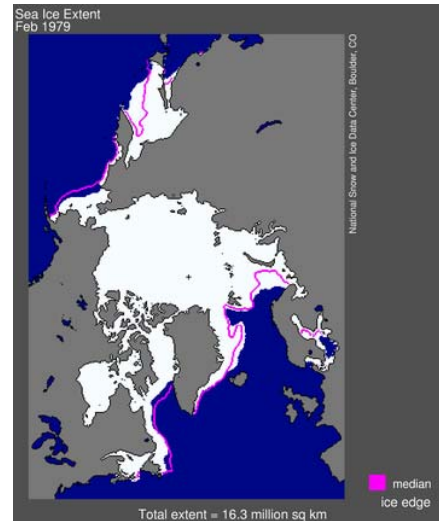 Sea Ice Extent
Feb 1979
National Snow and Ice Data Center, Boulder, CO
median
ice edge
Total extent = 16.3 million sq km